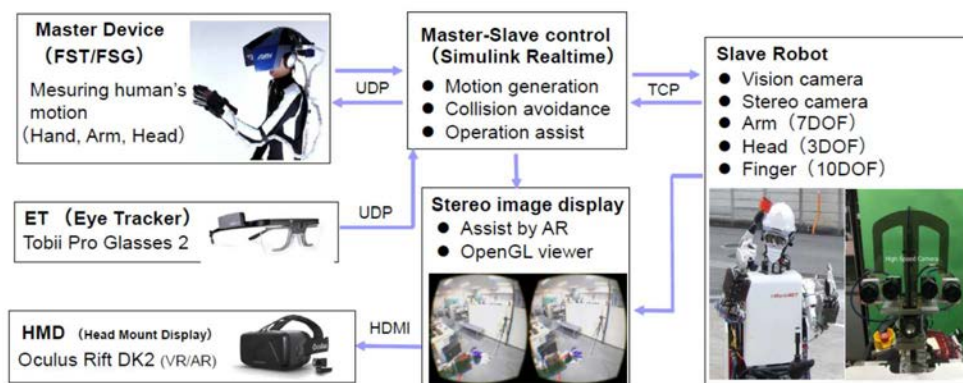 Master Device
（FST/FSG）
Mesuring human's
motion
（Hand, Arm, Head）
UDP
Master-Slave control
（Simulink Realtime）
● Motion generation
● Collision avoidance
● Operation assist
TCP
Slave Robot
● Vision camera
● Stereo camera
● Arm（7DOF）
● Head（3DOF）
● Finger（10DOF）
ET （Eye Tracker）
Tobii Pro Glasses 2
UDP
Stereo image display
● Assist by AR
● OpenGL viewer
High Speed Camera
HMD （Head Mount Display）
Oculus Rift DK2 (VR/AR)
HDMI